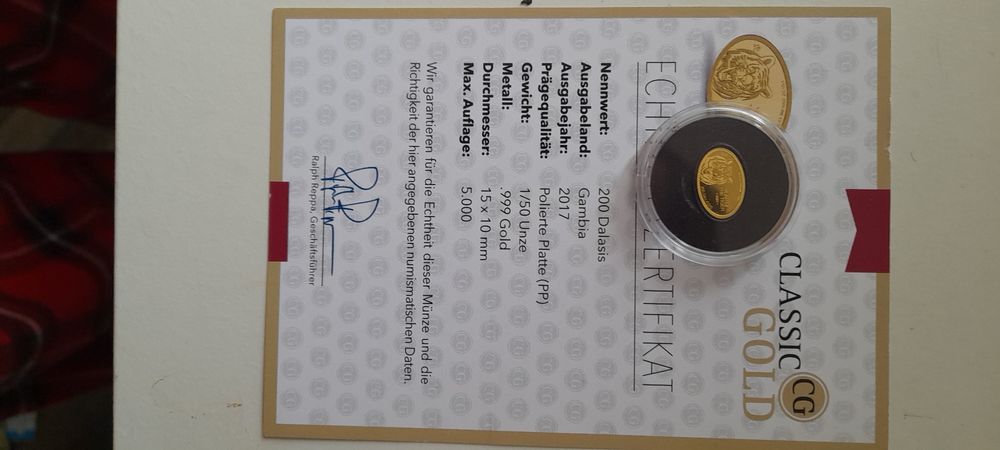 CLASSIC CG
GOLD
ECH ZERTIFIKAT
Nennwert: 200 Dalasis
Ausgabeland: Gambia
Ausgabejahr: 2017
Prägequalität: Polierte Platte (PP)
Gewicht: 1/50 Unze
Metall: .999 Gold
Durchmesser: 15 x 10 mm
Max. Auflage: 5.000
Wir garantieren für die Echtheit dieser Münze und die
Richtigkeit der hier angegebenen numismatischen Daten.
Ralph Reppa, Geschäftsführer